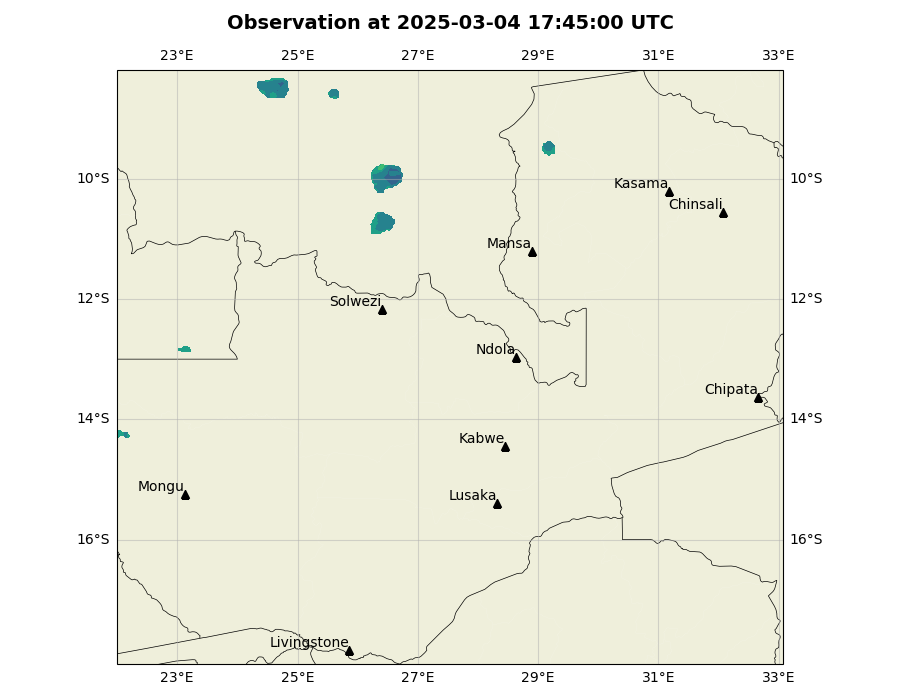 Observation at 2025-03-04 17:45:00 UTC
23°E 25°E 27°E 29°E 31°E 33°E
10°S 10°S
Kasama
Chinsali
Mansa
12°S 12°S
Solwezi
Ndola
Chipata
14°S 14°S
Kabwe
Mongu
Lusaka
16°S 16°S
Livingstone
23°E 25°E 27°E 29°E 31°E 33°E